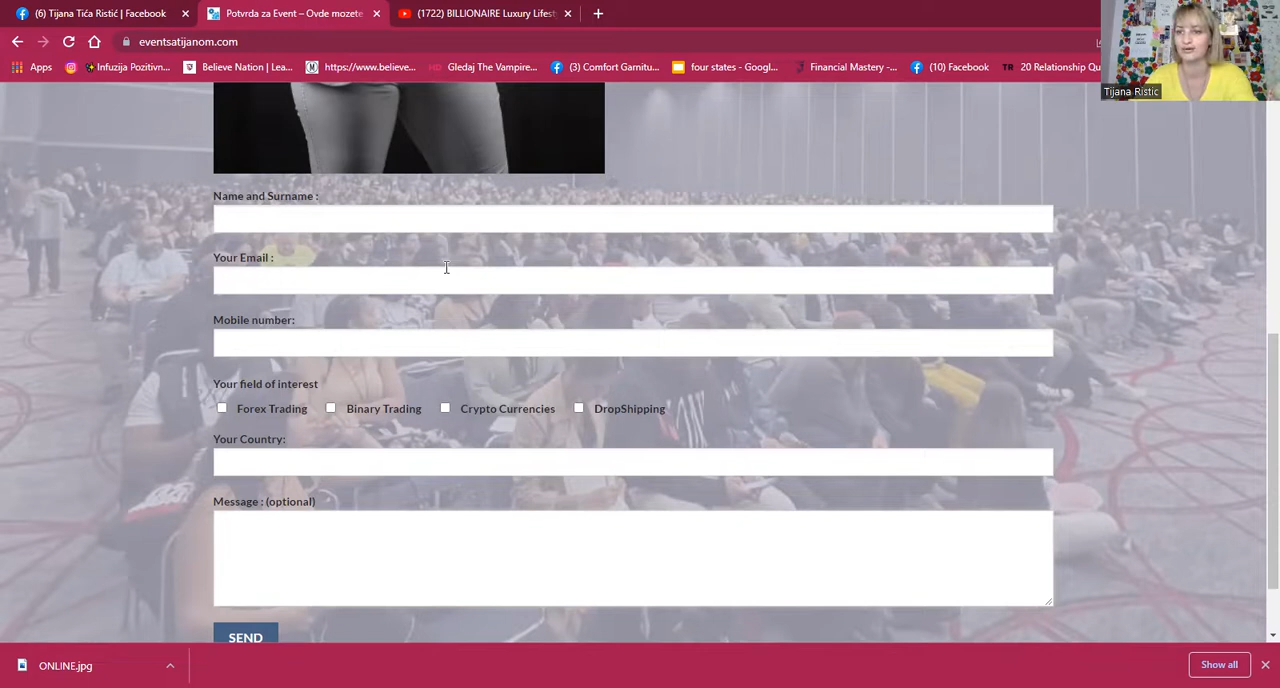 (6) Tijana Tića Ristić | Facebook
Potvrda za Event – Ovde mozete
(1722) BILLIONAIRE Luxury Lifest
eventsatijanom.com
Apps
Infuzija Pozitivn...
Believe Nation | Lea...
https://www.believe...
Gledaj The Vampire...
(3) Comfort Garnitu...
four states - Googl...
Financial Mastery -...
(10) Facebook
TR 20 Relationship Qu
Tijana Ristic
Name and Surname :
Your Email :
Mobile number:
Your field of interest
Forex Trading
Binary Trading
Crypto Currencies
DropShipping
Your Country:
Message : (optional)
SEND
ONLINE.jpg
Show all